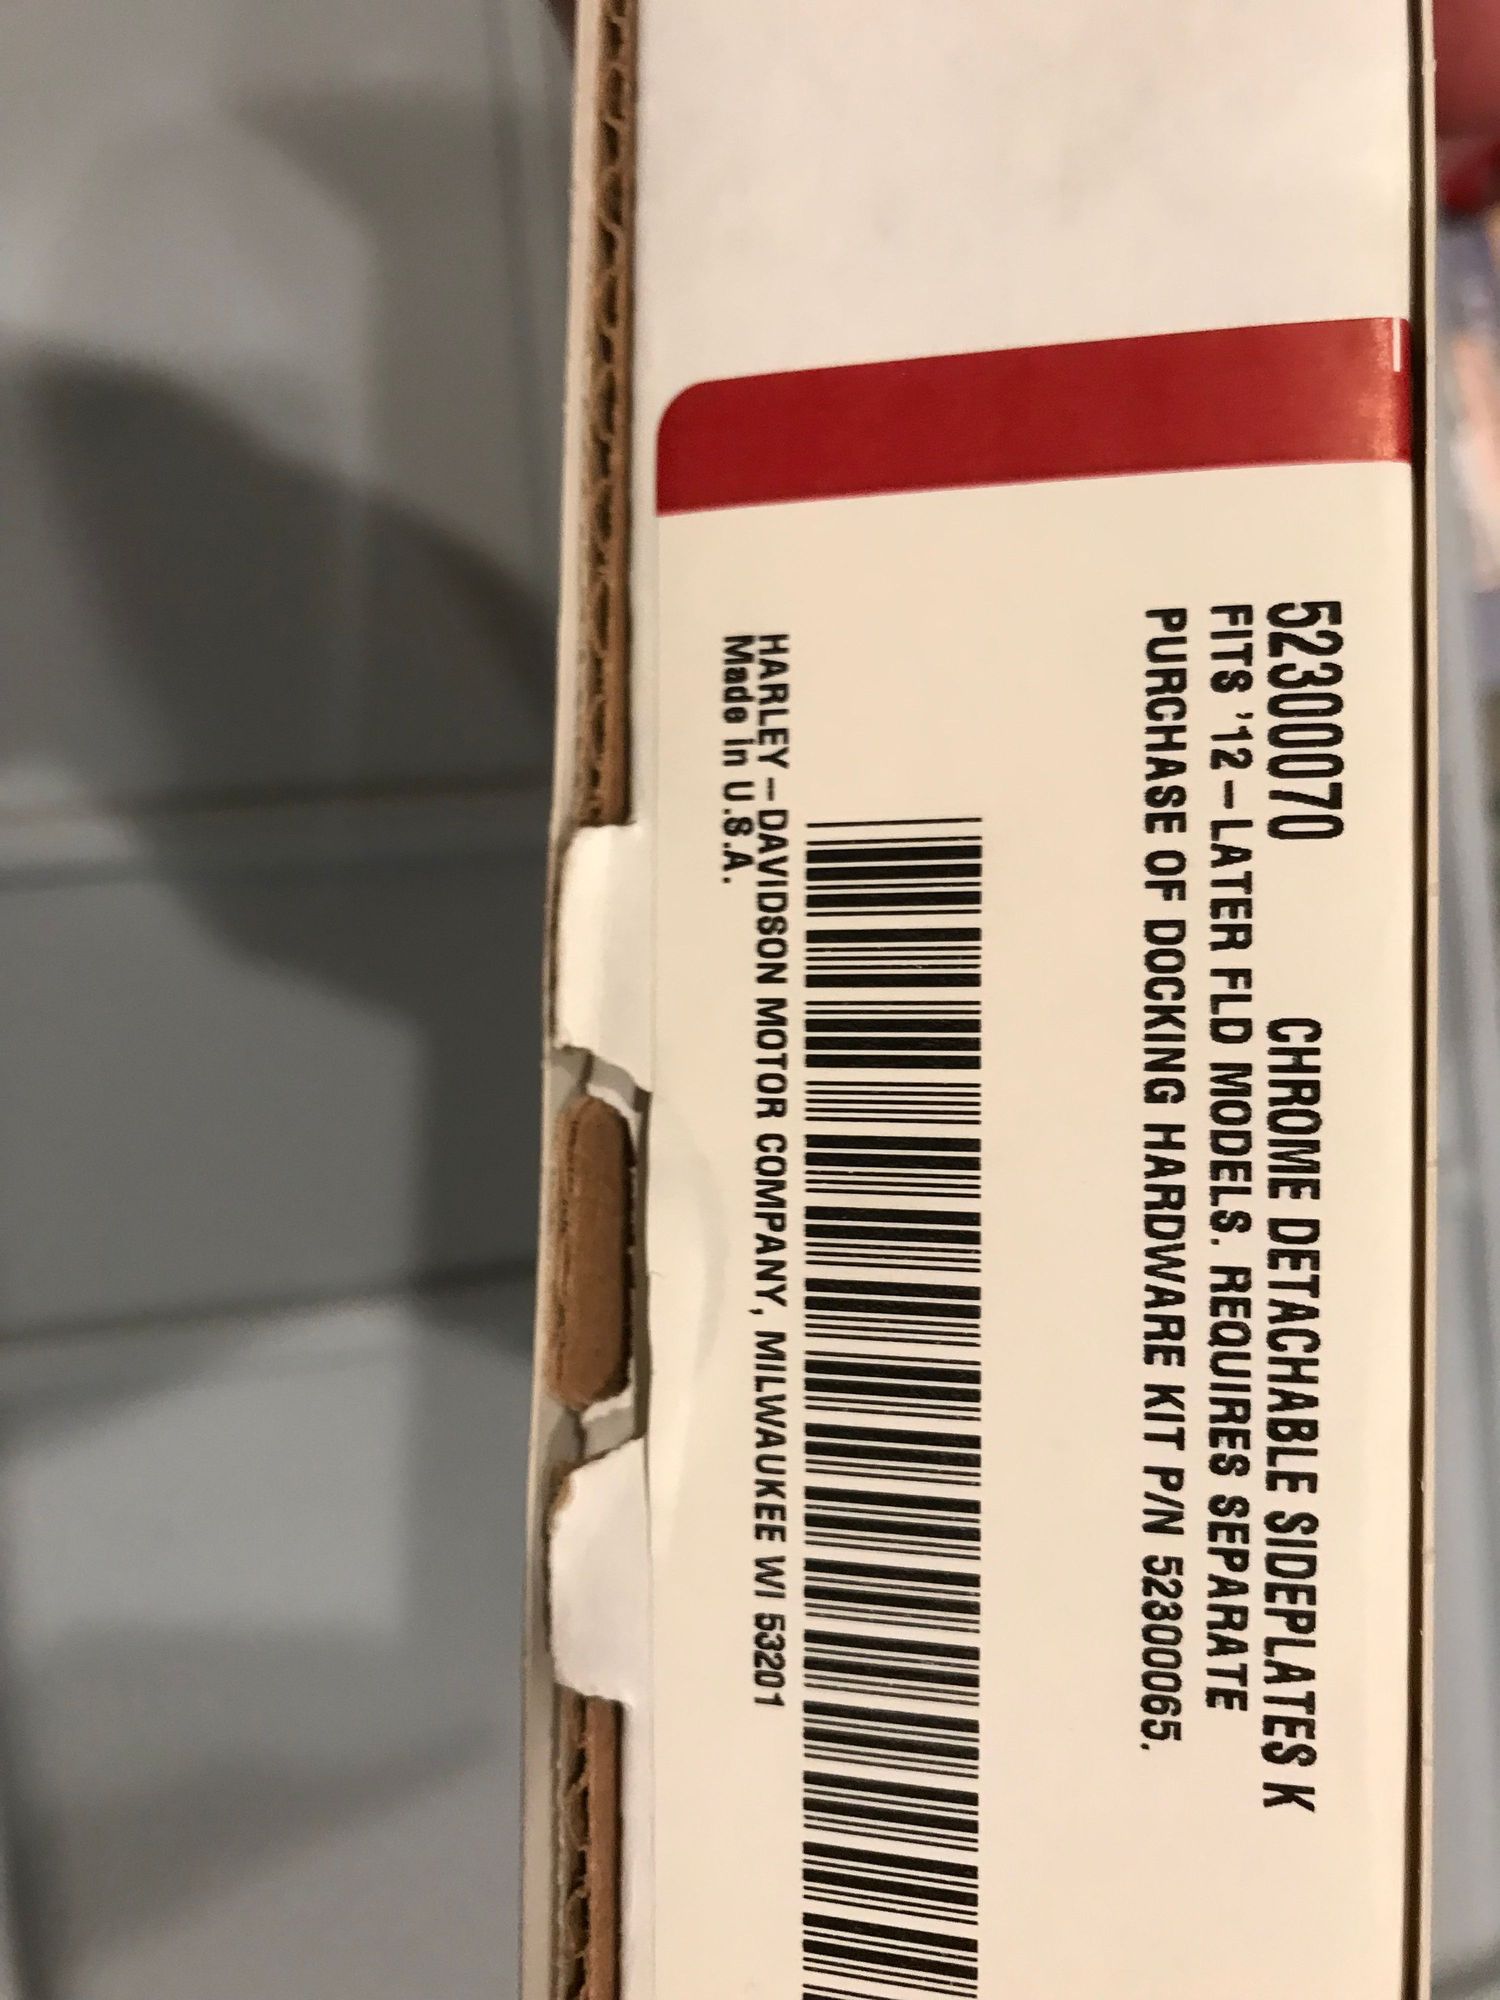 52300070 CHROME DETACHABLE SIDEPLATES K
FITS '12-LATER FLD MODELS. REQUIRES SEPARATE
PURCHASE OF DOCKING HARDWARE KIT P/N 52300065.
HARLEY-DAVIDSON MOTOR COMPANY, MILWAUKEE WI 53201
Made in U.S.A.